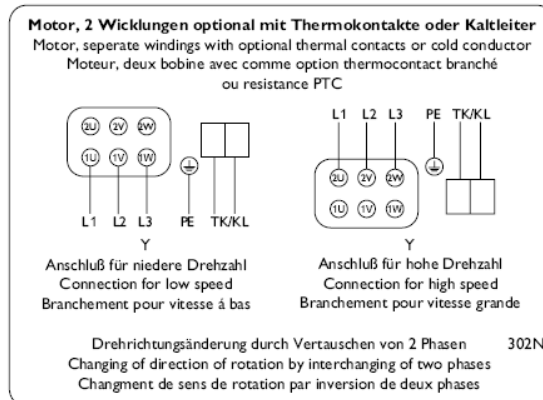 Motor, 2 Wicklungen optional mit Thermokontakte oder Kaltleiter
Motor, seperate windings with optional thermal contacts or cold conductor
Moteur, deux bobine avec comme option thermocontact branché
ou resistance PTC
2U 2V 2W
1U 1V 1W
L1 L2 L3 PE TK/KL
Y
Anschluß für niedere Drehzahl
Connection for low speed
Branchement pour vitesse á bas
L1 L2 L3 PE TK/KL
2U 2V 2W
1U 1V 1W
Y
Anschluß für hohe Drehzahl
Connection for high speed
Branchement pour vitesse grande
Drehrichtungsänderung durch Vertauschen von 2 Phasen 302N
Changing of direction of rotation by interchanging of two phases
Changment de sens de rotation par inversion de deux phases